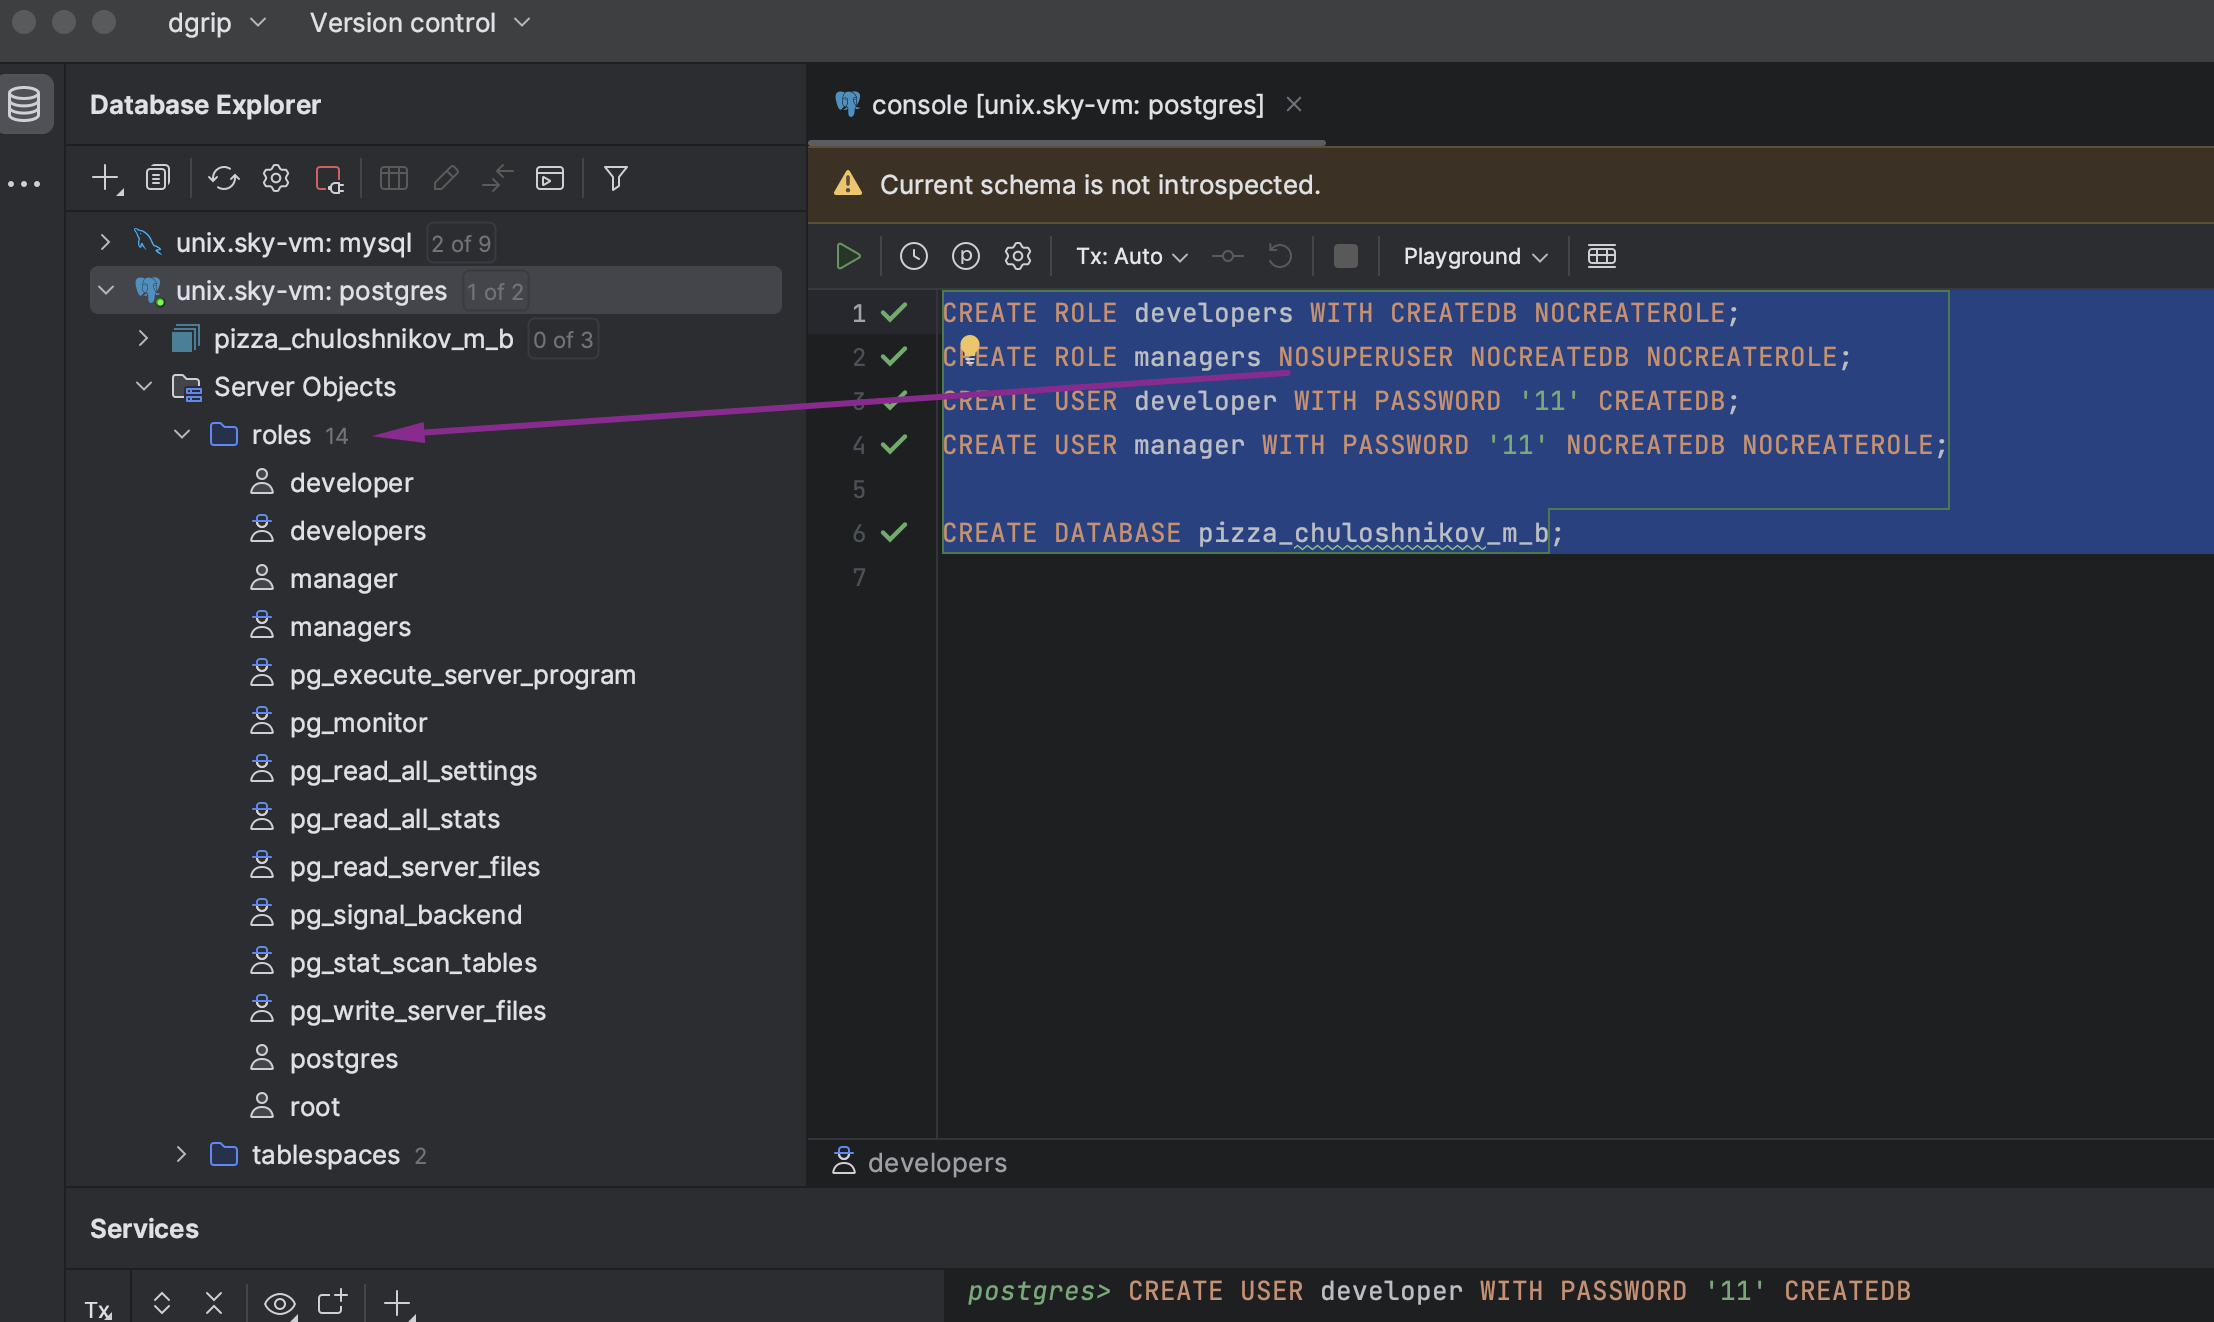 dgrip
Version control
Database Explorer
unix.sky-vm: mysql 2 of 9
unix.sky-vm: postgres 1 of 2
pizza_chuloshnikov_m_b 0 of 3
Server Objects
roles 14
developer
developers
manager
managers
pg_execute_server_program
pg_monitor
pg_read_all_settings
pg_read_all_stats
pg_read_server_files
pg_signal_backend
pg_stat_scan_tables
pg_write_server_files
postgres
root
tablespaces 2
console [unix.sky-vm: postgres]
Current schema is not introspected.
Tx: Auto
Playground
1 CREATE ROLE developers WITH CREATEDB NOCREATEROLE;
2 CREATE ROLE managers NOSUPERUSER NOCREATEDB NOCREATEROLE;
3 CREATE USER developer WITH PASSWORD '11' CREATEDB;
4 CREATE USER manager WITH PASSWORD '11' NOCREATEDB NOCREATEROLE;
5
6 CREATE DATABASE pizza_chuloshnikov_m_b;
7
developers
Services
Tx
postgres> CREATE USER developer WITH PASSWORD '11' CREATEDB